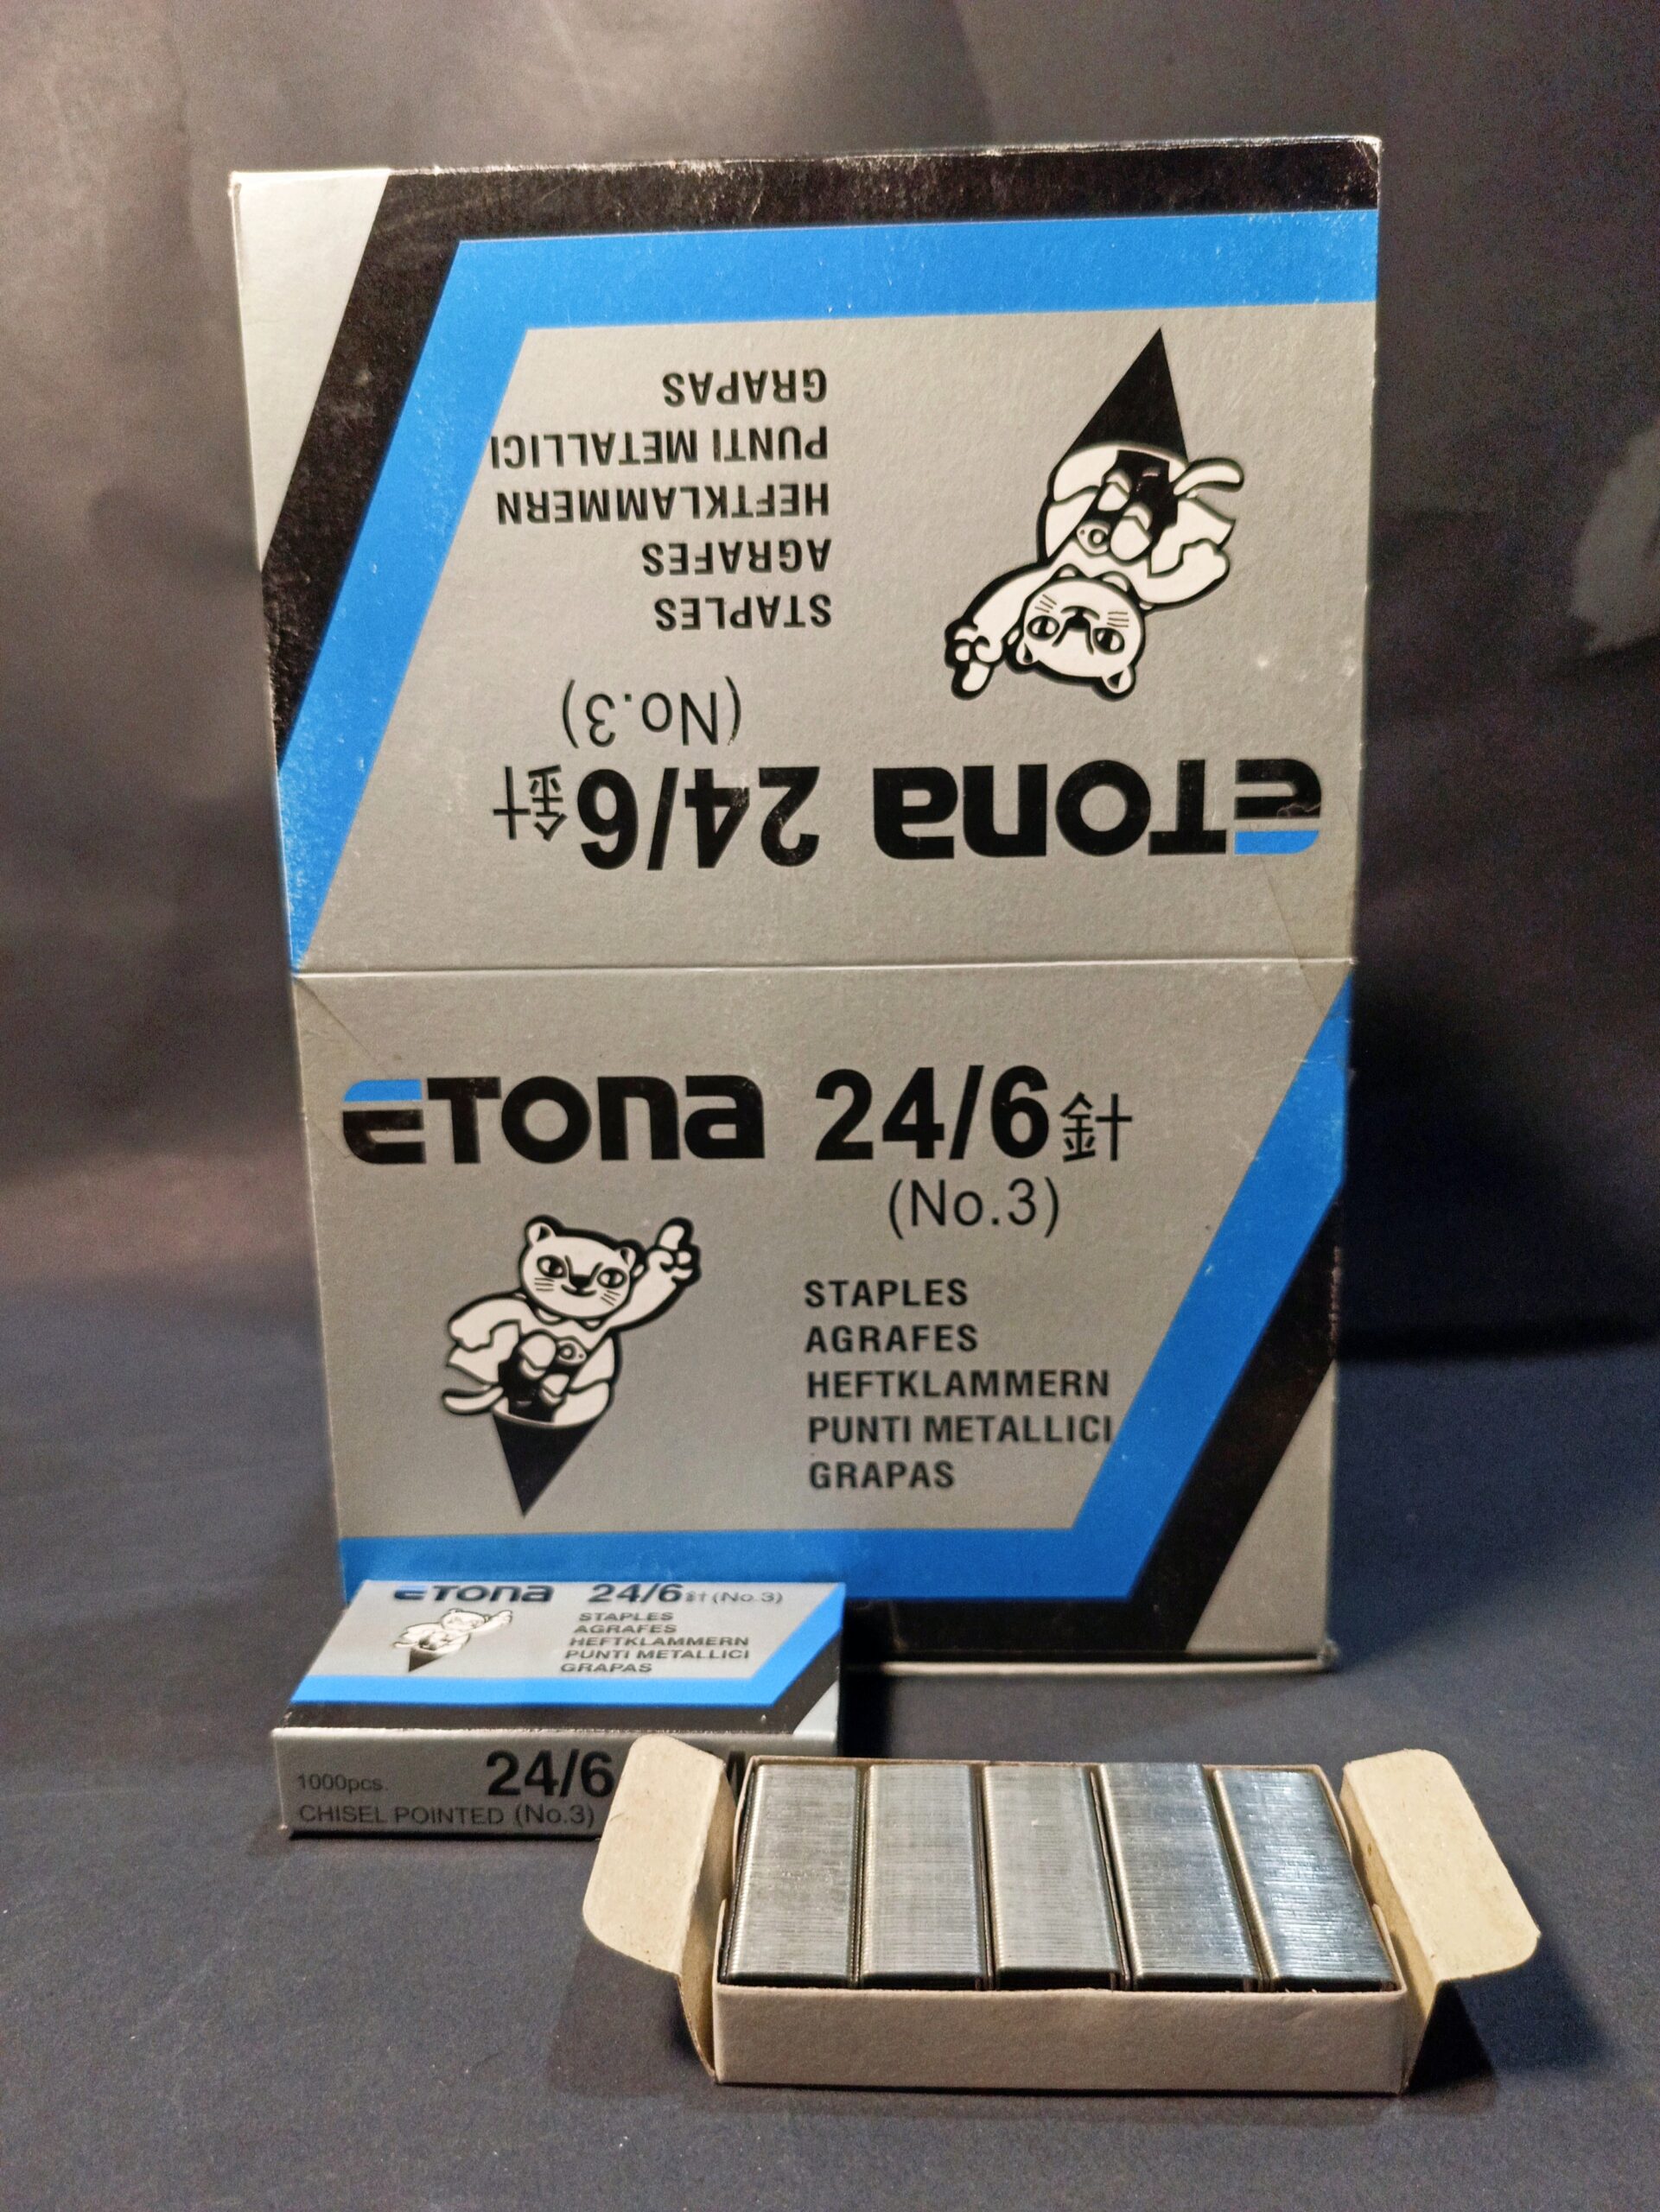 GRAPAS
PUNTI METALLICI
HEFTKLAMMERN
AGRAFES
STAPLES
(No.3)
ETONA 24/6針
ETONA 24/6針
(No.3)
STAPLES
AGRAFES
HEFTKLAMMERN
PUNTI METALLICI
GRAPAS
ETONA 24/6針(No.3)
STAPLES
AGRAFES
HEFTKLAMMERN
PUNTI METALLICI
GRAPAS
1000pcs. 24/6
CHISEL POINTED (No.3)